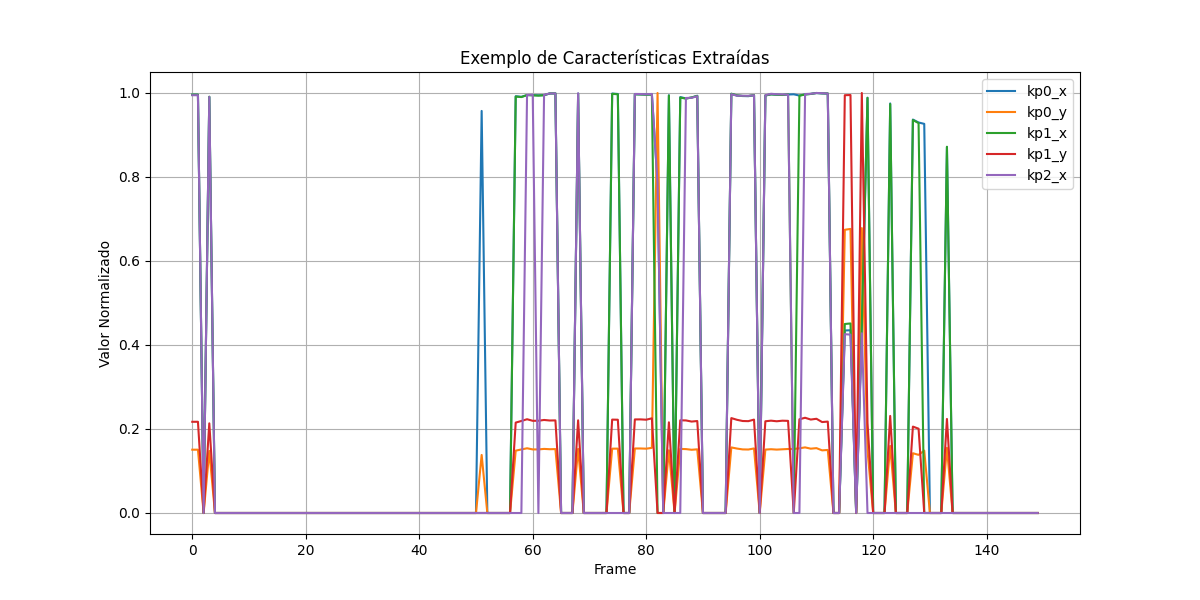 Exemplo de Características Extraídas
Valor Normalizado
1.0
0.8
0.6
0.4
0.2
0.0
kp0_x
kp0_y
kp1_x
kp1_y
kp2_x
0 20 40 60 80 100 120 140
Frame